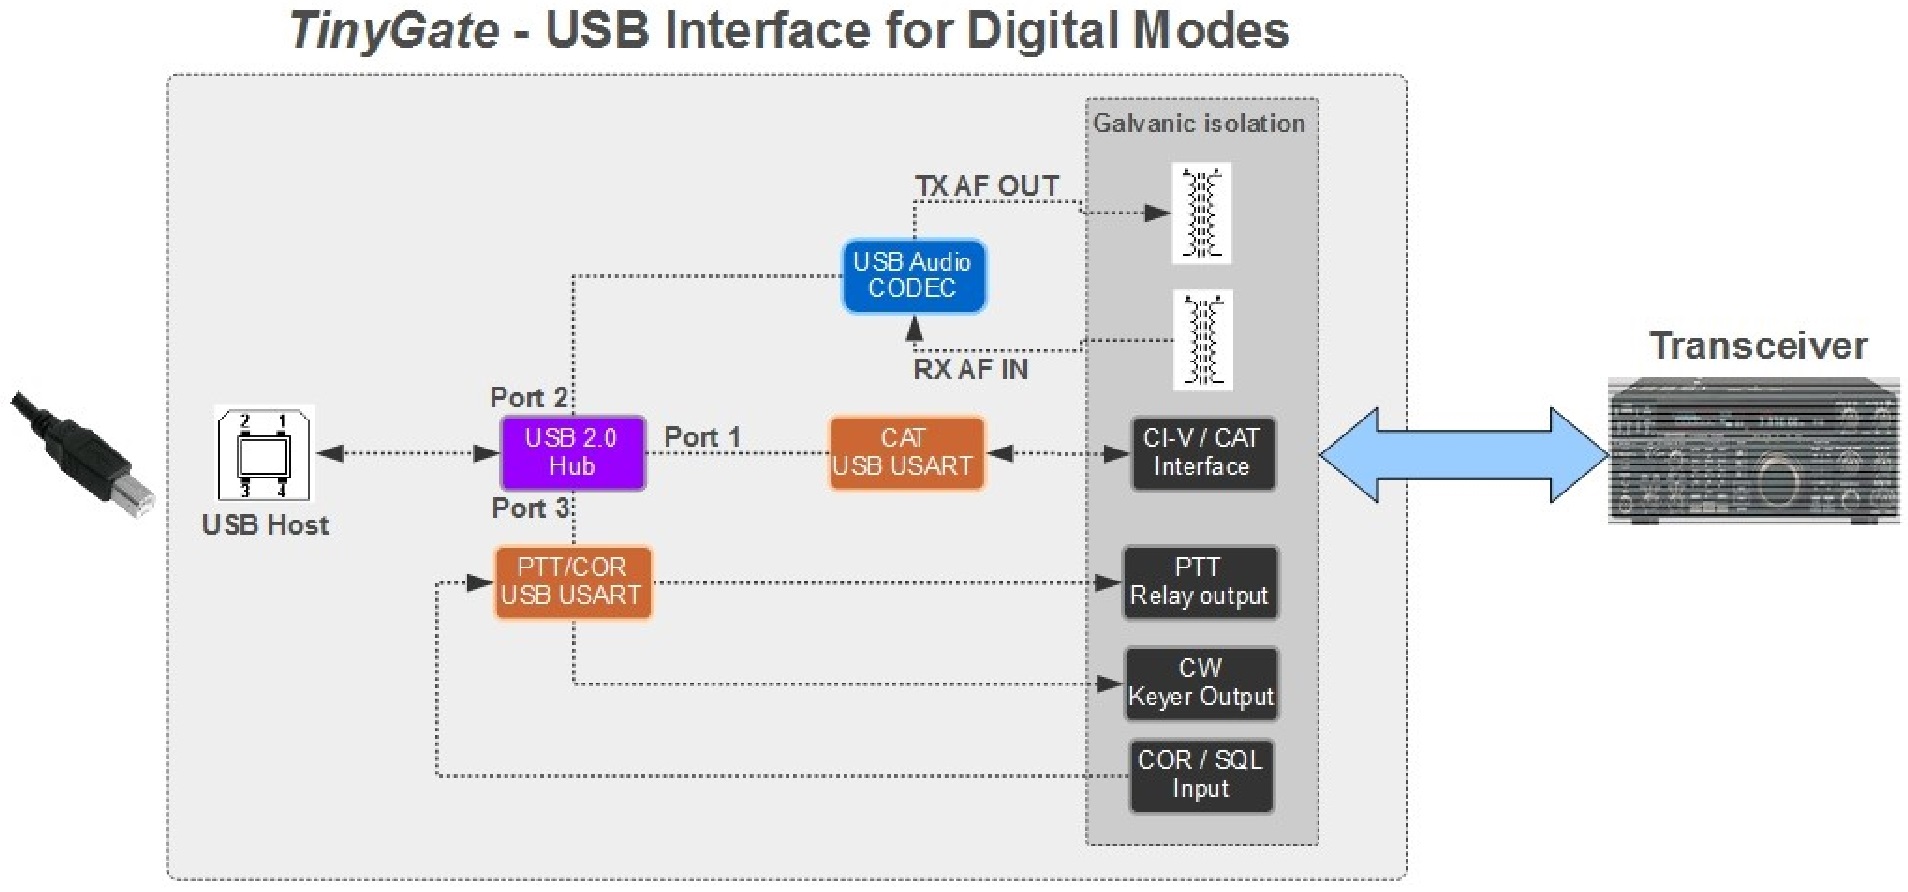 TinyGate - USB Interface for Digital Modes
Galvanic isolation
TX AF OUT
USB Audio
CODEC
RX AF IN
Transceiver
Port 2
2 1
3 4
USB Host
USB 2.0
Hub
Port 1
CAT
USB USART
CI-V / CAT
Interface
Port 3
PTT/COR
USB USART
PTT
Relay output
CW
Keyer Output
COR / SQL
Input